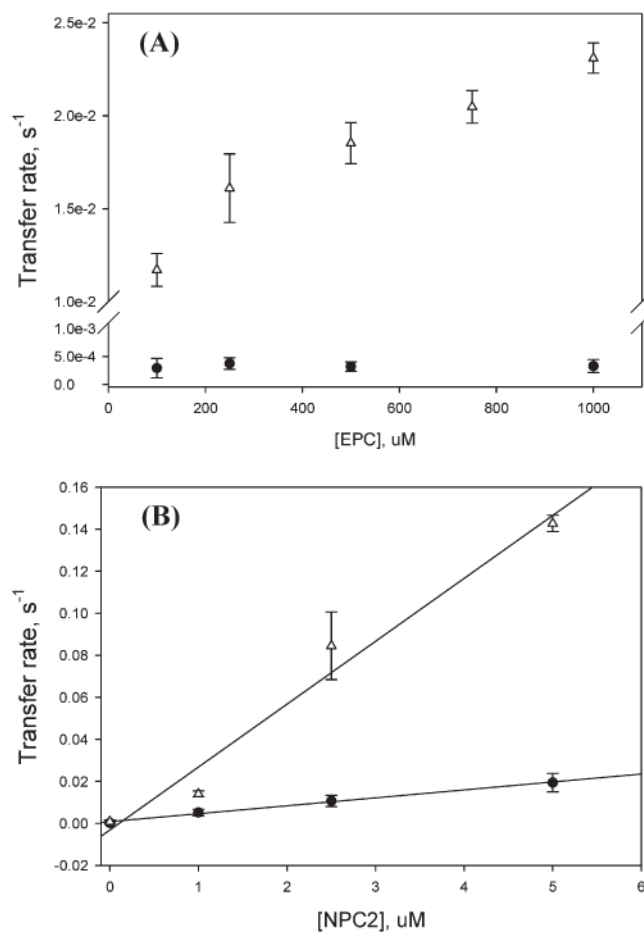 (A)
Transfer rate, s-1
2.5e-2
2.0e-2
1.5e-2
1.0e-2
1.0e-3
5.0e-4
0.0
0 200 400 600 800 1000
[EPC], uM
(B)
Transfer rate, s-1
0.16
0.14
0.12
0.10
0.08
0.06
0.04
0.02
0.00
-0.02
0 1 2 3 4 5 6
[NPC2], uM